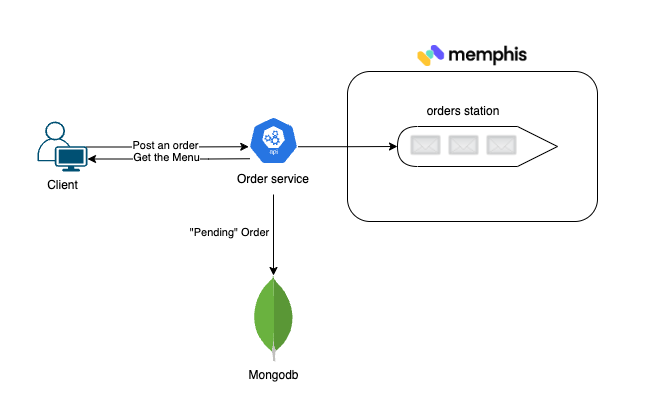 memphis
orders station
Post an order
Get the Menu
api
Client
Order service
"Pending" Order
Mongodb